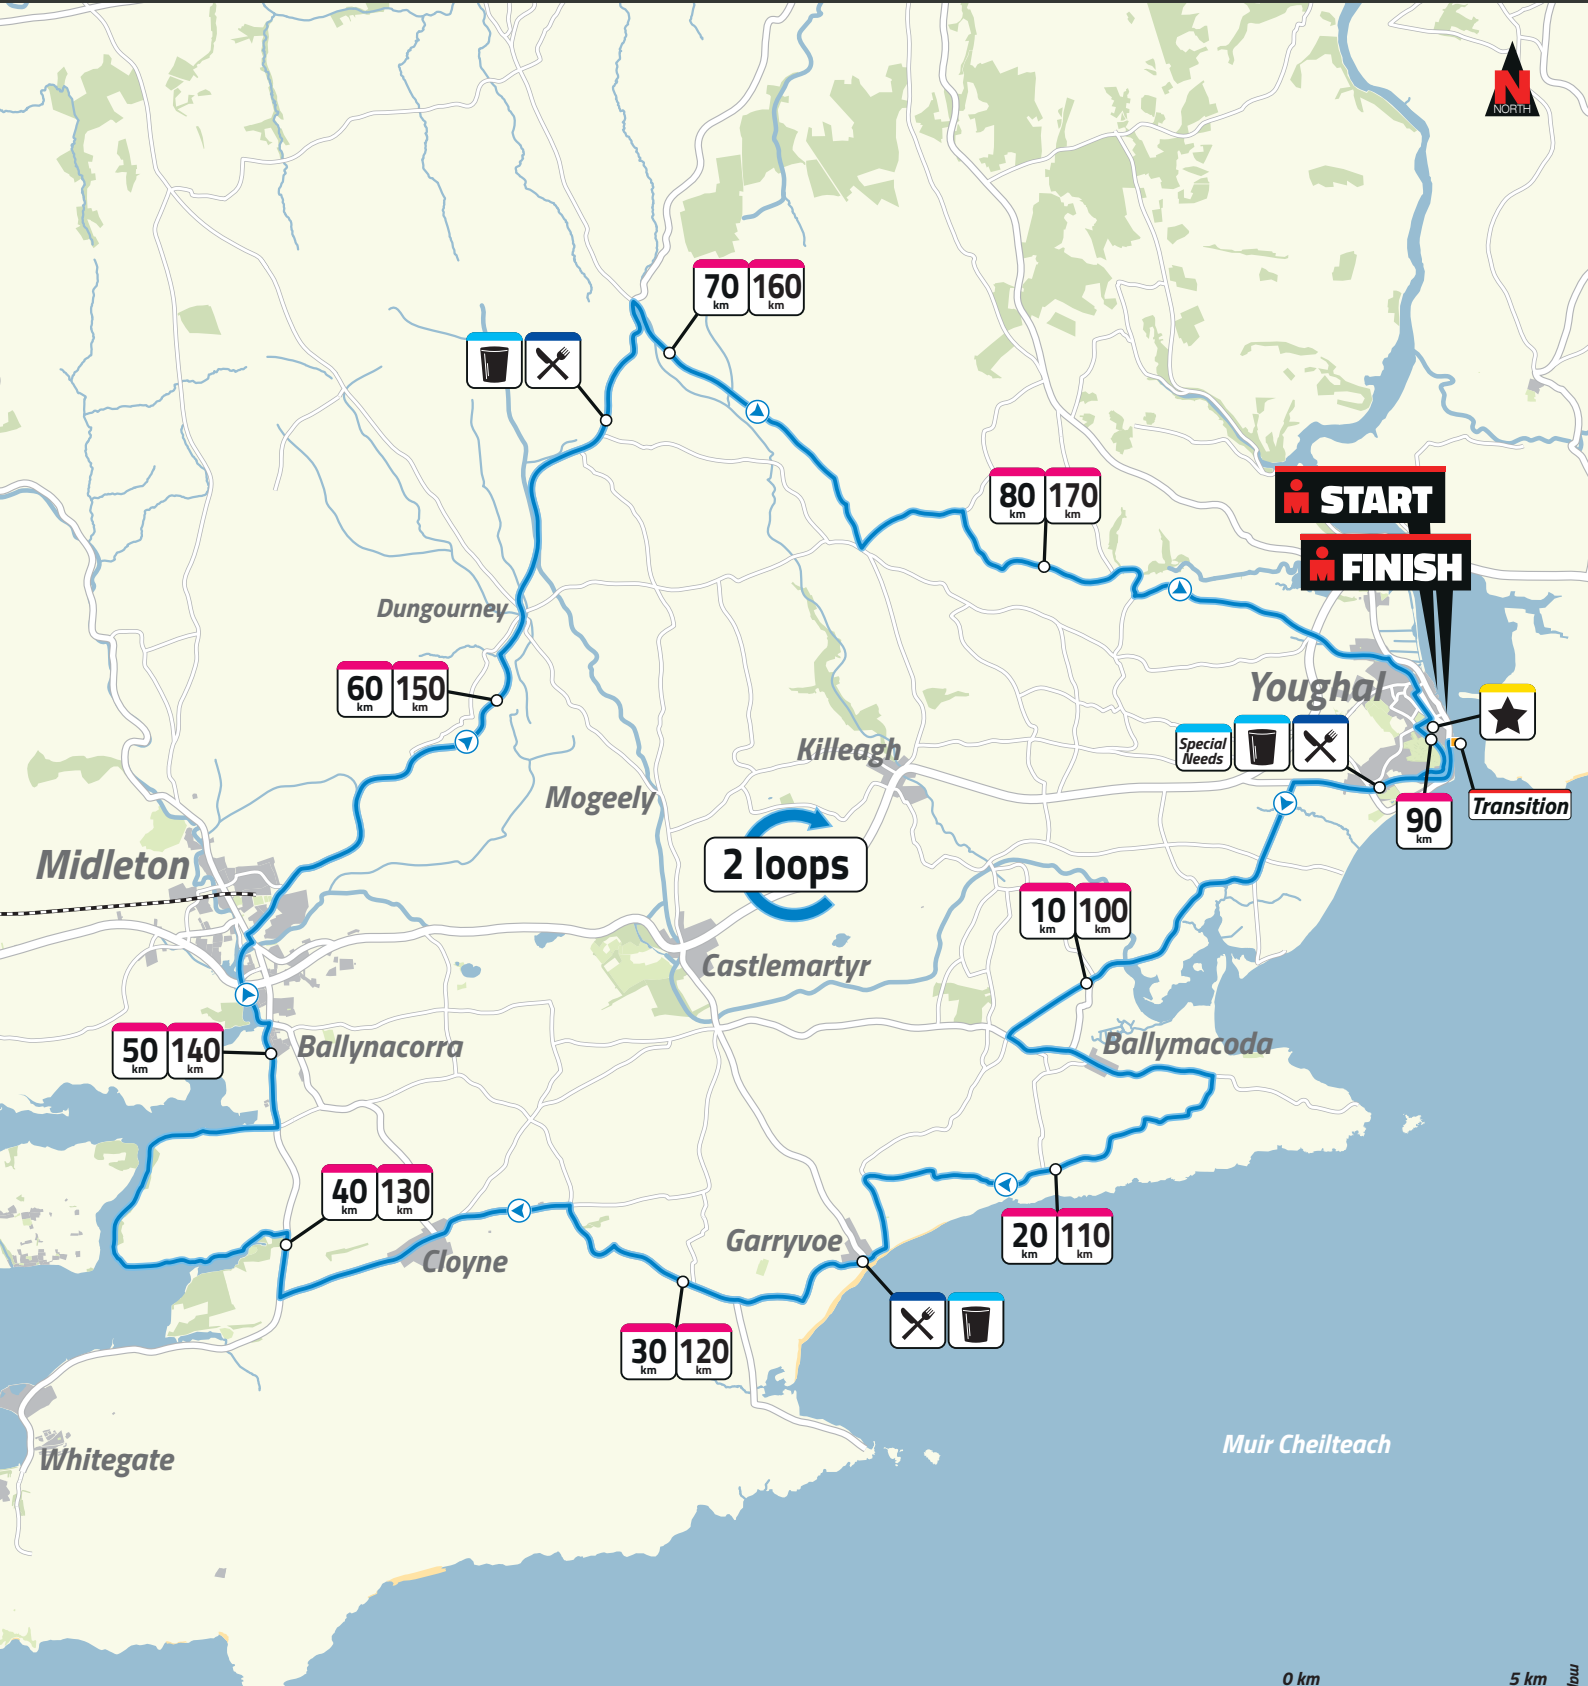 N
NORTH
70 km 160 km
80 km 170 km
START
FINISH
Dungourney
60 km 150 km
Youghal
Special
Needs
Killeagh
Mogeely
Transition
90 km
2 loops
Midleton
10 km 100 km
Castlemartyr
50 km 140 km
Ballynacorra
Ballymacoda
40 km 130 km
20 km 110 km
Garryvoe
Cloyne
30 km 120 km
Muir Cheilteach
Whitegate
0 km
5 km